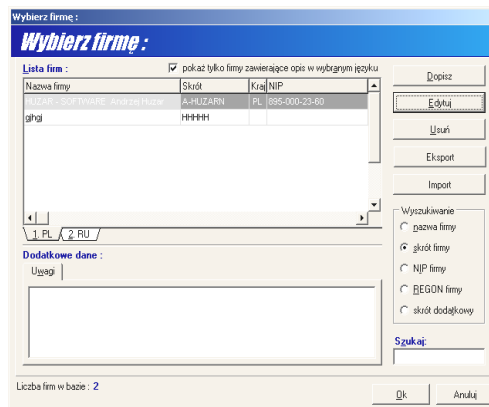 Wybierz firmę :
Wybierz firmę :
Lista firm :
pokaż tylko firmy zawierające opis w wybranym języku
Nazwa firmy Skrót Kraj NIP
HUZAR - SOFTWARE Andrzej Huzar A-HUZARN PL 895-000-23-60
gjhgj HHHHH
1. PL 2 RU
Dodatkowe dane :
Uwagi
Liczba firm w bazie : 2
Dopisz
Edytuj
Usuń
Eksport
Import
Wyszukiwanie
nazwa firmy
skrót firmy
NIP firmy
REGON firmy
skrót dodatkowy
Szukaj:
Ok Anuluj